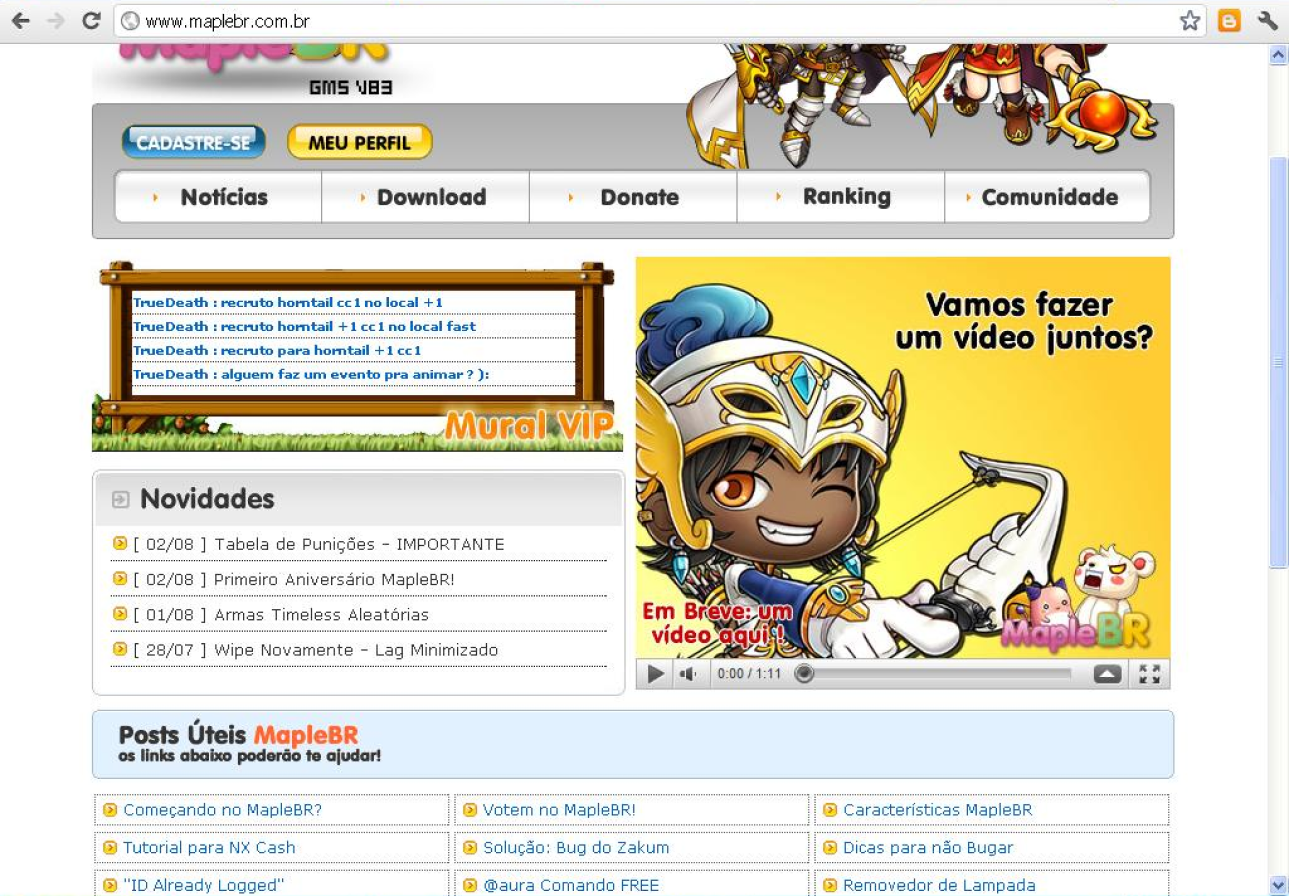 www.maplebr.com.br
MapleBR
GMS V83
CADASTRE-SE
MEU PERFIL
Notícias
Download
Donate
Ranking
Comunidade
TrueDeath : recruto horntail cc1 no local +1
TrueDeath : recruto horntail +1 cc1 no local fast
TrueDeath : recruto para horntail +1 cc1
TrueDeath : alguem faz um evento pra animar ? ):
Mural VIP
Vamos fazer
um vídeo juntos?
Em Breve: um
vídeo aqui !
MapleBR
0:00 / 1:11
Novidades
[ 02/08 ] Tabela de Punições - IMPORTANTE
[ 02/08 ] Primeiro Aniversário MapleBR!
[ 01/08 ] Armas Timeless Aleatórias
[ 28/07 ] Wipe Novamente - Lag Minimizado
Posts Úteis MapleBR
os links abaixo poderão te ajudar!
Começando no MapleBR?
Votem no MapleBR!
Características MapleBR
Tutorial para NX Cash
Solução: Bug do Zakum
Dicas para não Bugar
"ID Already Logged"
@aura Comando FREE
Removedor de Lampada